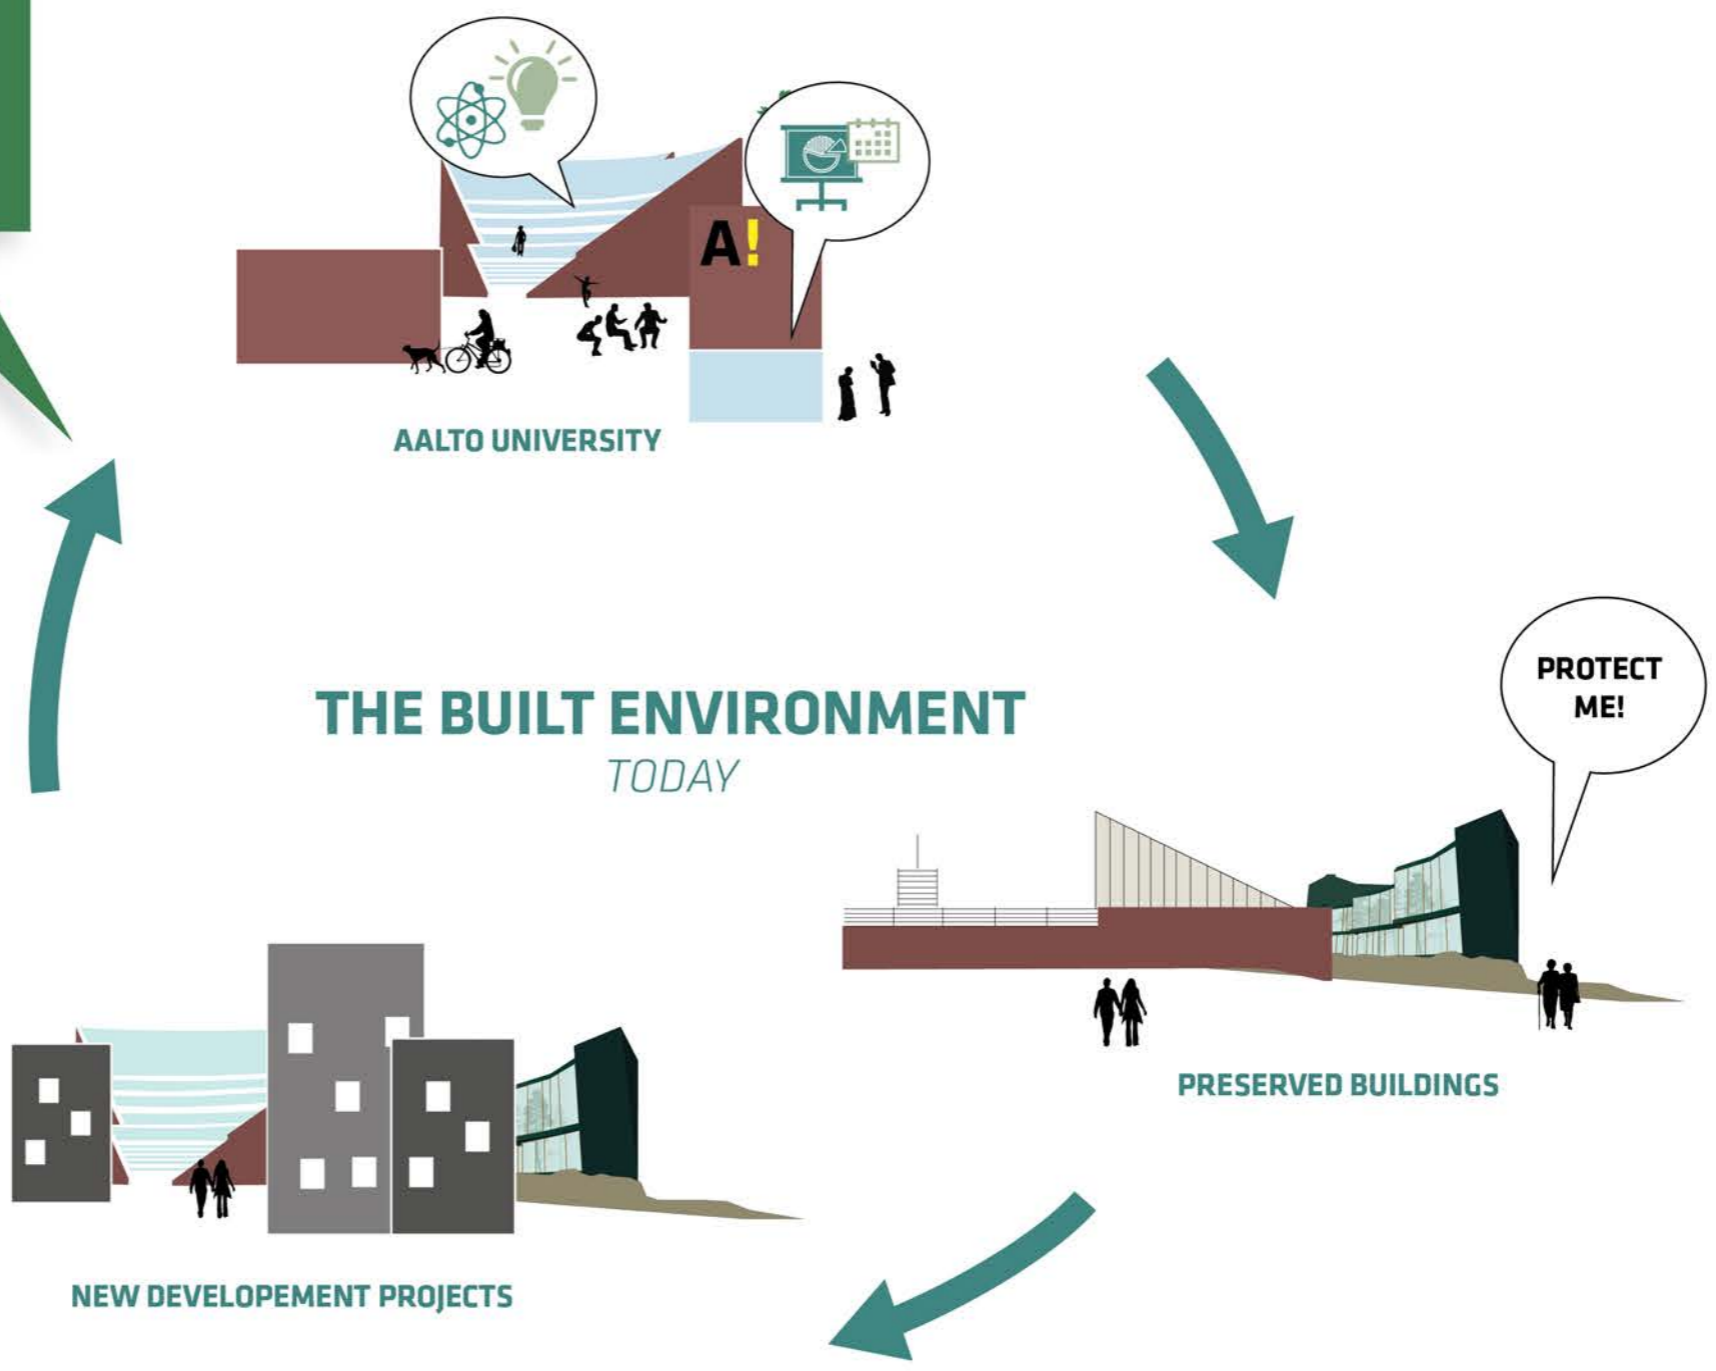 A!
AALTO UNIVERSITY
THE BUILT ENVIRONMENT
TODAY
PROTECT
ME!
PRESERVED BUILDINGS
NEW DEVELOPEMENT PROJECTS